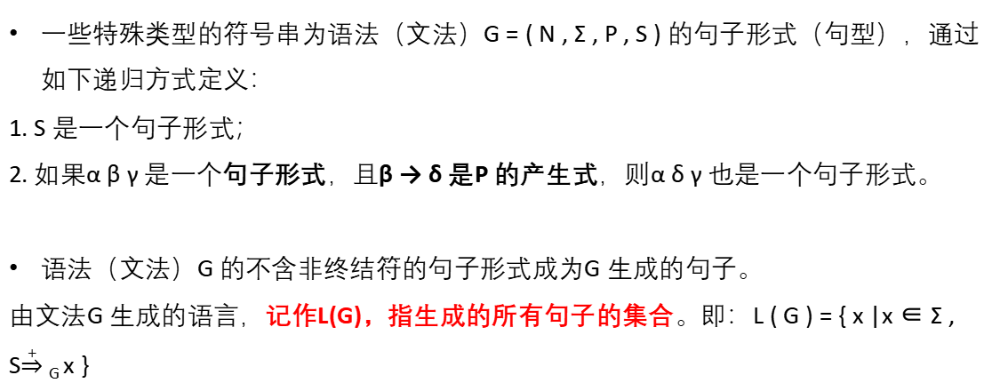 • 一些特殊类型的符号串为语法（文法）G = ( N , Σ , P , S ) 的句子形式（句型）, 通过
如下递归方式定义：
1. S 是一个句子形式；
2. 如果α β γ 是一个句子形式，且β → δ 是P 的产生式，则α δ γ 也是一个句子形式。
• 语法（文法）G 的不含非终结符的句子形式成为G 生成的句子。
由文法G 生成的语言，记作L(G)，指生成的所有句子的集合。即：L ( G ) = { x |x ∈ Σ ,
S⇒⁺ G x }